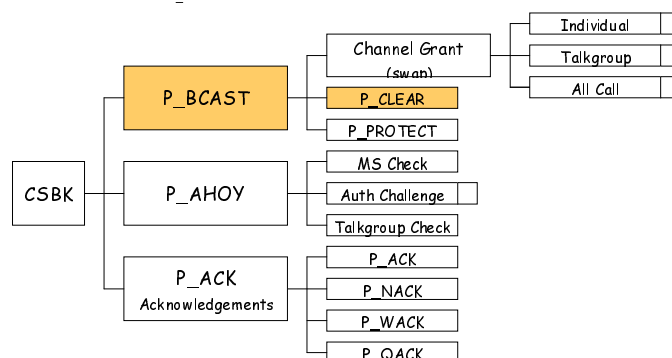 Individual
Channel Grant
(swap)
Talkgroup
P_BCAST
P_CLEAR
All Call
P_PROTECT
MS Check
CSBK
P_AHOY
Auth Challenge
Talkgroup Check
P_ACK
Acknowledgements
P_ACK
P_NACK
P_WACK
P_QACK